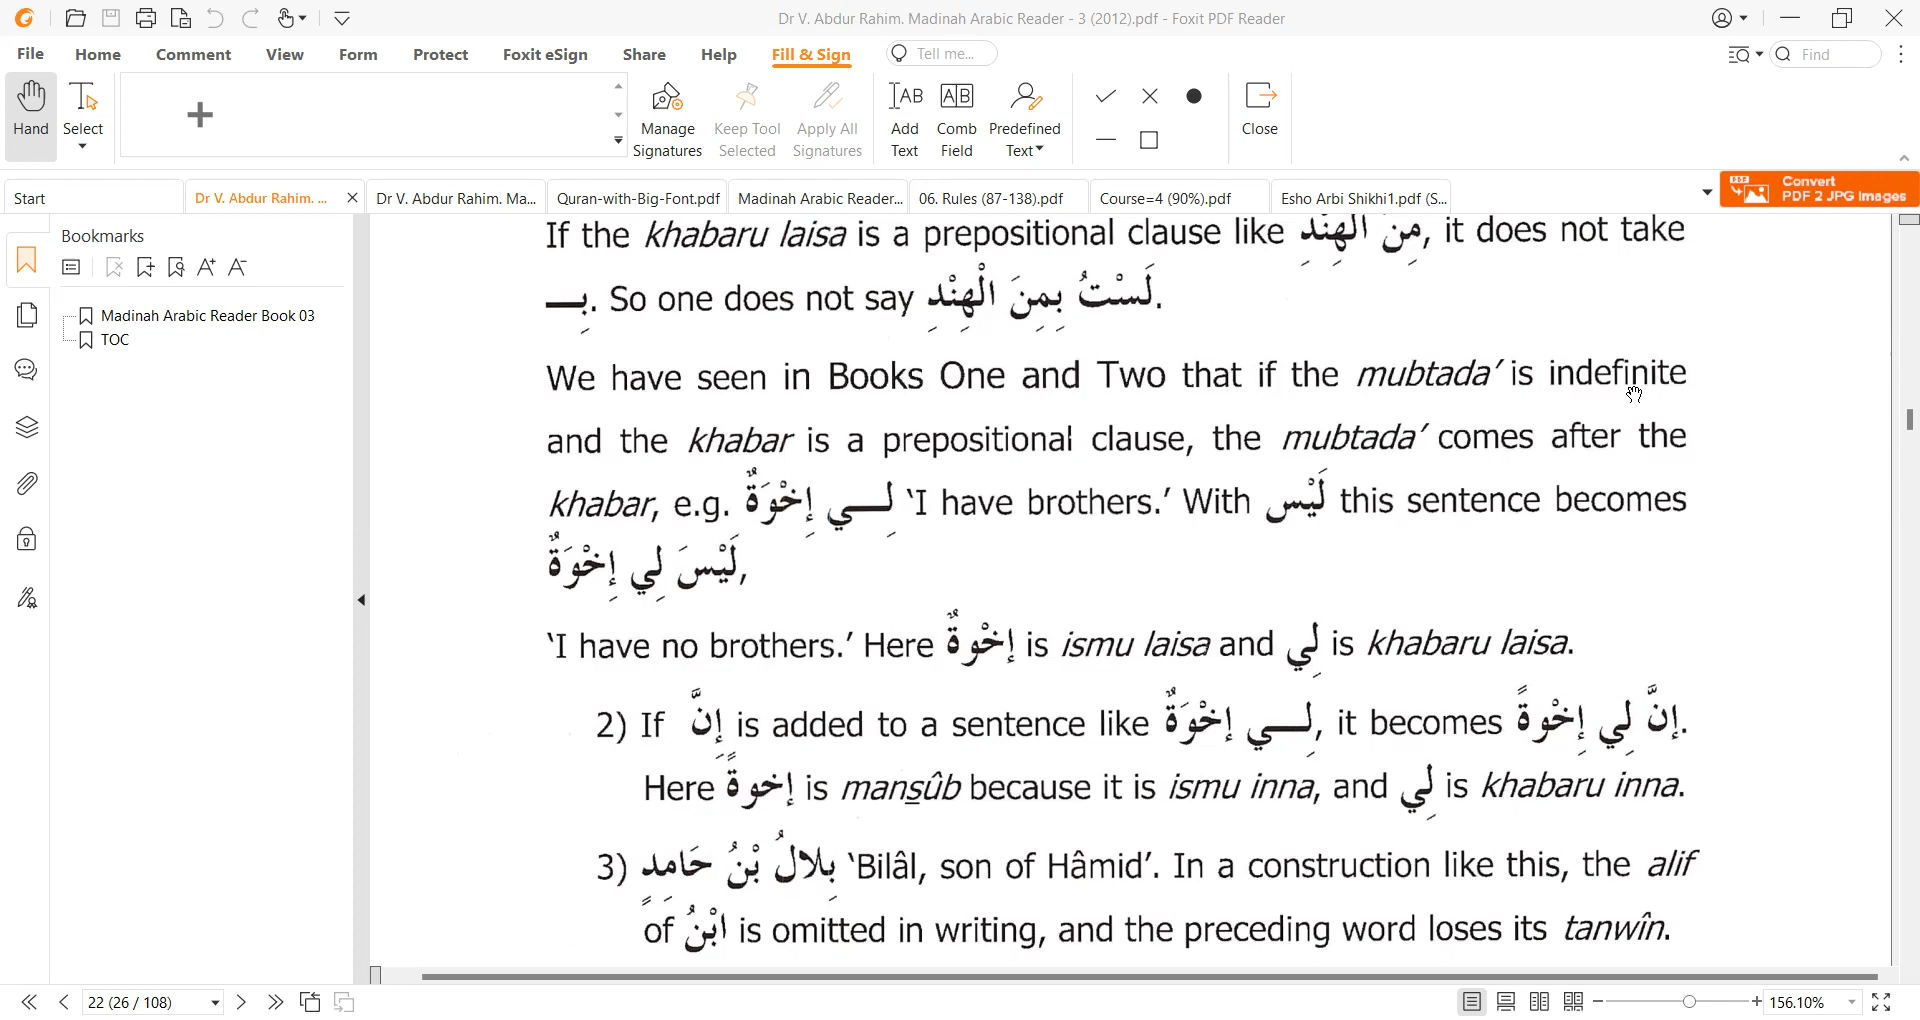 Dr V. Abdur Rahim. Madinah Arabic Reader - 3 (2012).pdf - Foxit PDF Reader
File Home Comment View Form Protect Foxit eSign Share Help Fill & Sign Tell me... Find
Hand Select Manage Signatures Keep Tool Selected Apply All Signatures Add Text Comb Field Predefined Text Close
Start Dr V. Abdur Rahim. ... Dr V. Abdur Rahim. Ma... Quran-with-Big-Font.pdf Madinah Arabic Reader... 06. Rules (87-138).pdf Course=4 (90%).pdf Esho Arbi Shikhi1.pdf (S... Convert PDF 2 JPG Images
Bookmarks
Madinah Arabic Reader Book 03
TOC
If the khabaru laisa is a prepositional clause like مِنَ الْهِنْدِ, it does not take
بِـــ. So one does not say لَسْتُ بِمِنَ الْهِنْدِ.
We have seen in Books One and Two that if the mubtada’ is indefinite
and the khabar is a prepositional clause, the mubtada’ comes after the
khabar, e.g. لِـــي إِخْوَةٌ ‘I have brothers.’ With لَيْس this sentence becomes
لَيْسَ لِي إِخْوَةٌ,
‘I have no brothers.’ Here إخْوةٌ is ismu laisa and لِي is khabaru laisa.
2) If إِنَّ is added to a sentence like لِـــي إِخْوَةٌ, it becomes إِنَّ لِي إِخْوةً.
Here إخوةً is mansûb because it is ismu inna, and لِي is khabaru inna.
3) بِلالُ بْنُ حَامِدٍ ‘Bilâl, son of Hâmid’. In a construction like this, the alif
of ابْنُ is omitted in writing, and the preceding word loses its tanwîn.
22 (26 / 108) 156.10%